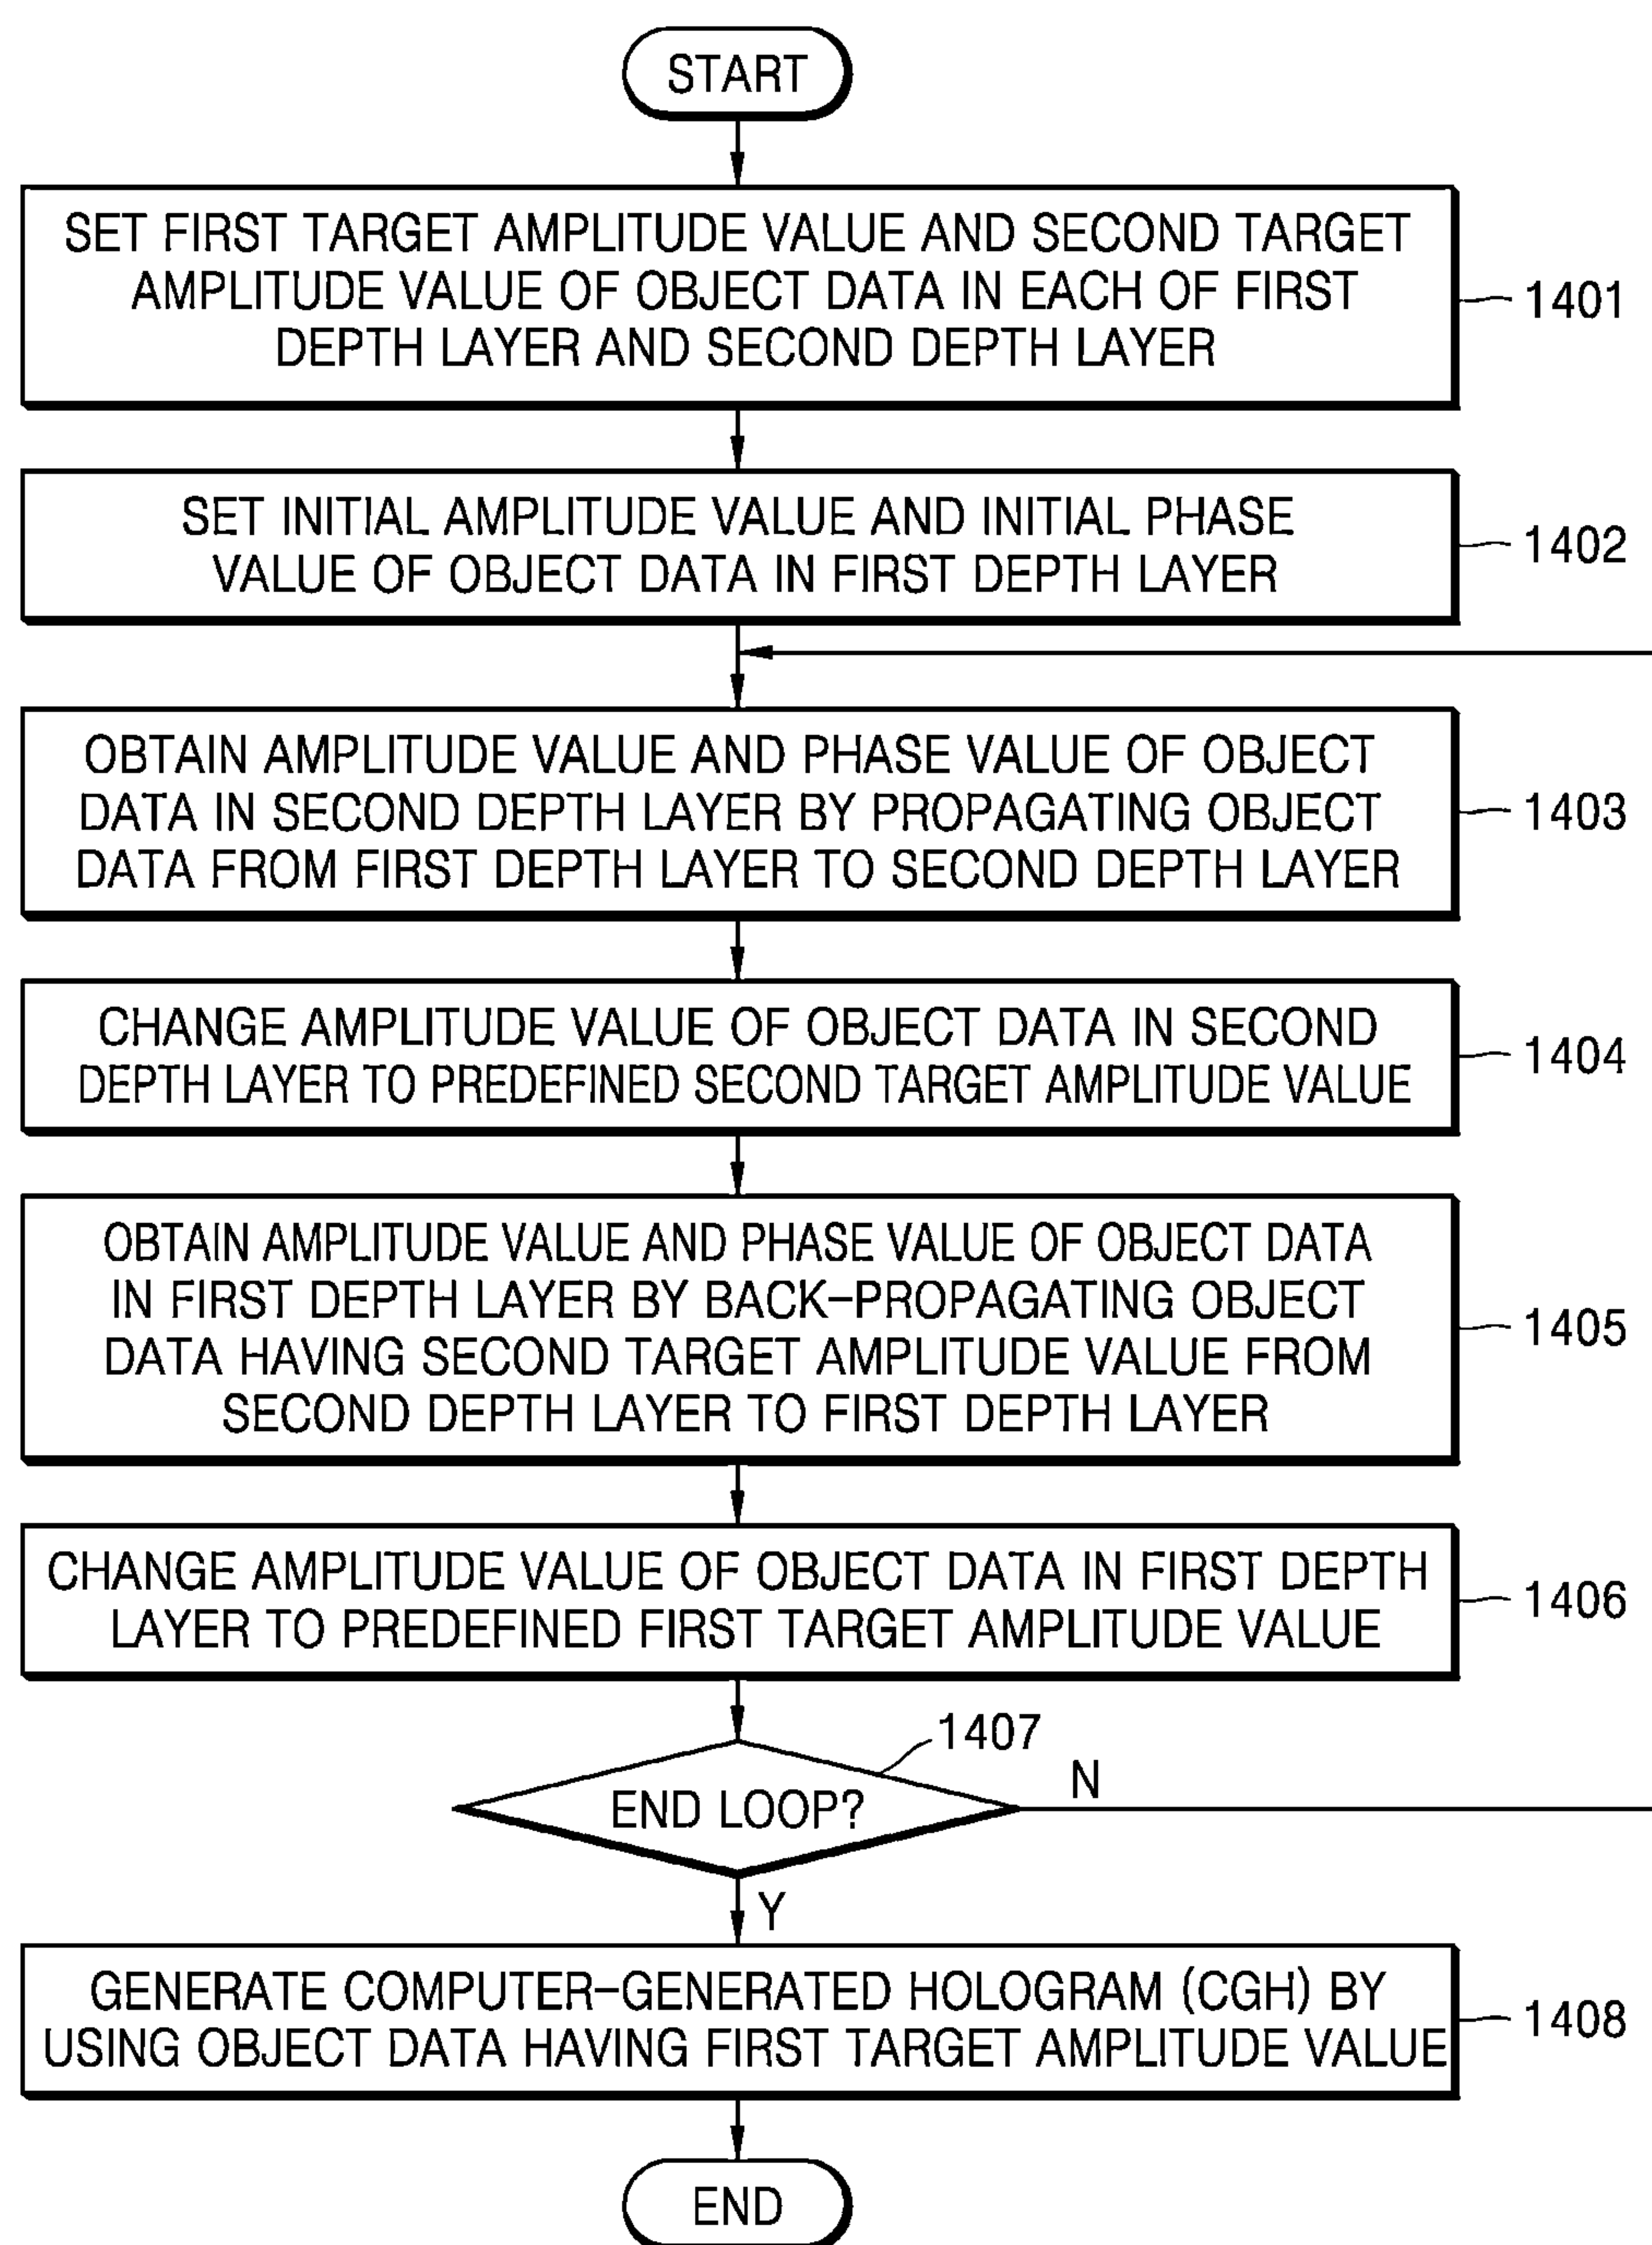 START
SET FIRST TARGET AMPLITUDE VALUE AND SECOND TARGET
AMPLITUDE VALUE OF OBJECT DATA IN EACH OF FIRST
DEPTH LAYER AND SECOND DEPTH LAYER
1401
SET INITIAL AMPLITUDE VALUE AND INITIAL PHASE
VALUE OF OBJECT DATA IN FIRST DEPTH LAYER
1402
OBTAIN AMPLITUDE VALUE AND PHASE VALUE OF OBJECT
DATA IN SECOND DEPTH LAYER BY PROPAGATING OBJECT
DATA FROM FIRST DEPTH LAYER TO SECOND DEPTH LAYER
1403
CHANGE AMPLITUDE VALUE OF OBJECT DATA IN SECOND
DEPTH LAYER TO PREDEFINED SECOND TARGET AMPLITUDE VALUE
1404
OBTAIN AMPLITUDE VALUE AND PHASE VALUE OF OBJECT DATA
IN FIRST DEPTH LAYER BY BACK-PROPAGATING OBJECT
DATA HAVING SECOND TARGET AMPLITUDE VALUE FROM
SECOND DEPTH LAYER TO FIRST DEPTH LAYER
1405
CHANGE AMPLITUDE VALUE OF OBJECT DATA IN FIRST DEPTH
LAYER TO PREDEFINED FIRST TARGET AMPLITUDE VALUE
1406
1407
END LOOP?
N
Y
GENERATE COMPUTER-GENERATED HOLOGRAM (CGH) BY
USING OBJECT DATA HAVING FIRST TARGET AMPLITUDE VALUE
1408
END